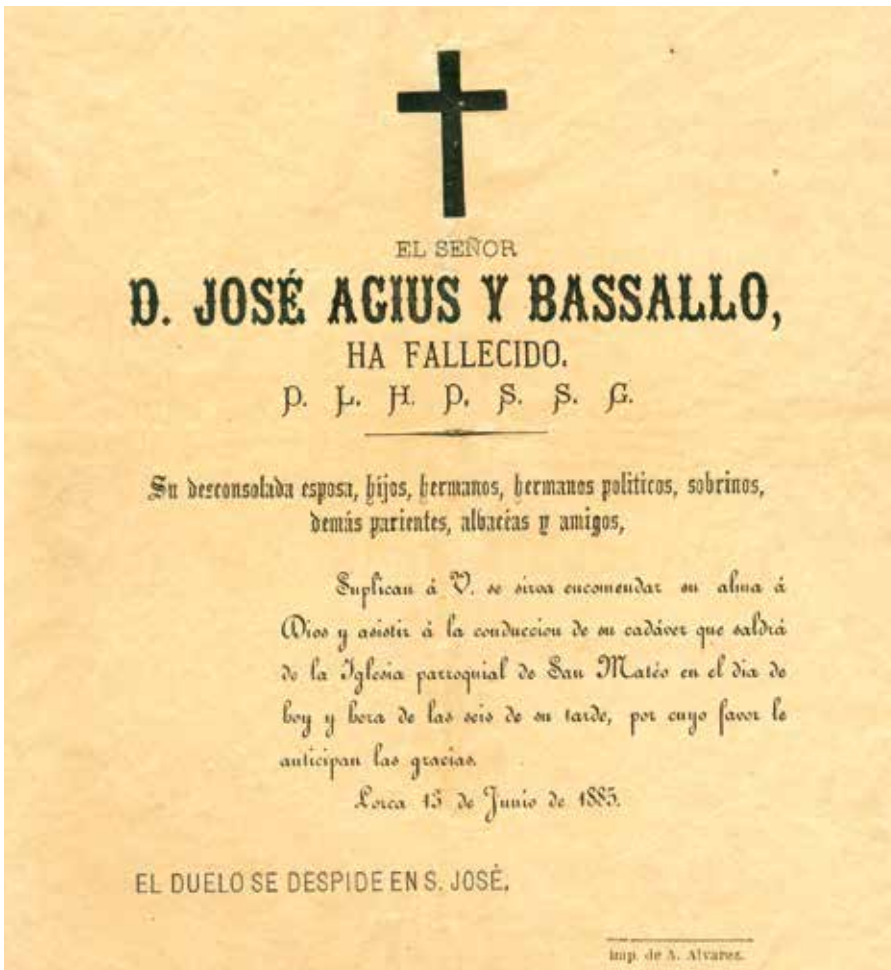 EL SEÑOR
D. JOSÉ AGIUS Y BASSALLO,
HA FALLECIDO.
D. L. H. D. S. S. G.
Su desconsolada esposa, hijos, hermanos, hermanos politicos, sobrinos,
demás parientes, albacéas y amigos,
Suplican á V. se sirva encomendar su alma á
Dios y asistir á la conduccion de su cadáver que saldrá
de la Iglesia parroquial de San Matéo en el dia de
hoy y hora de las seis de su tarde, por cuyo favor le
anticipan las gracias.
Lorca 15 de Junio de 1885.
EL DUELO SE DESPIDE EN S. JOSÉ.
Imp. de A. Alvarez.